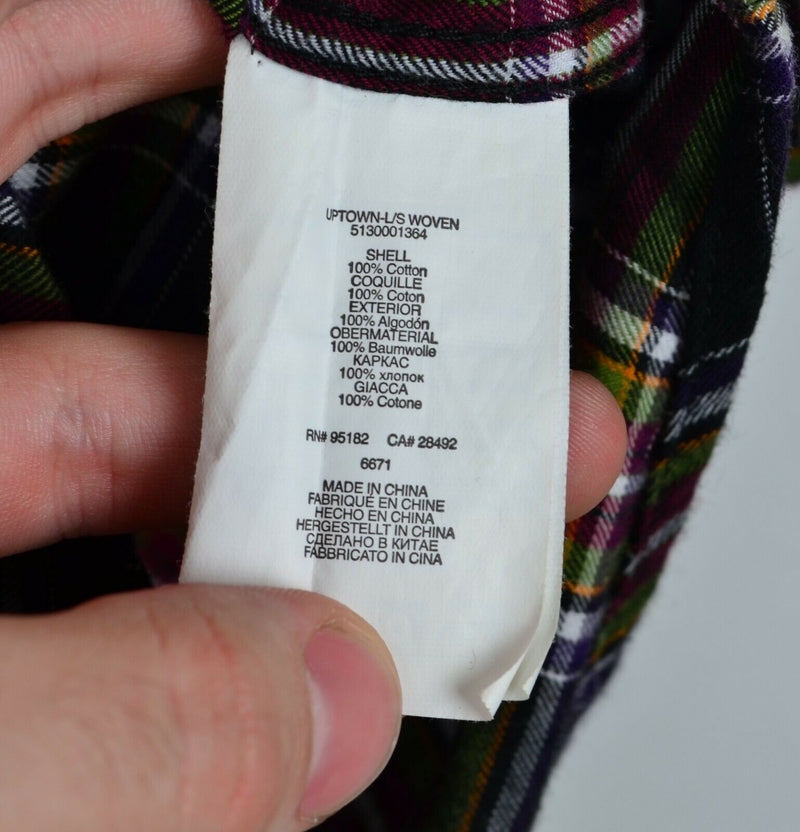 UPTOWN-L/S WOVEN
5130001364
SHELL
100% Cotton
COQUILLE
100% Coton
EXTERIOR
100% Algodón
OBERMATERIAL
100% Baumwolle
КАРКАС
100% хлопок
GIACCA
100% Cotone
RN# 95182 CA# 28492
6671
MADE IN CHINA
FABRIQUÉ EN CHINE
HECHO EN CHINA
HERGESTELLT IN CHINA
СДЕЛАНО В КИТАЕ
FABBRICATO IN CINA